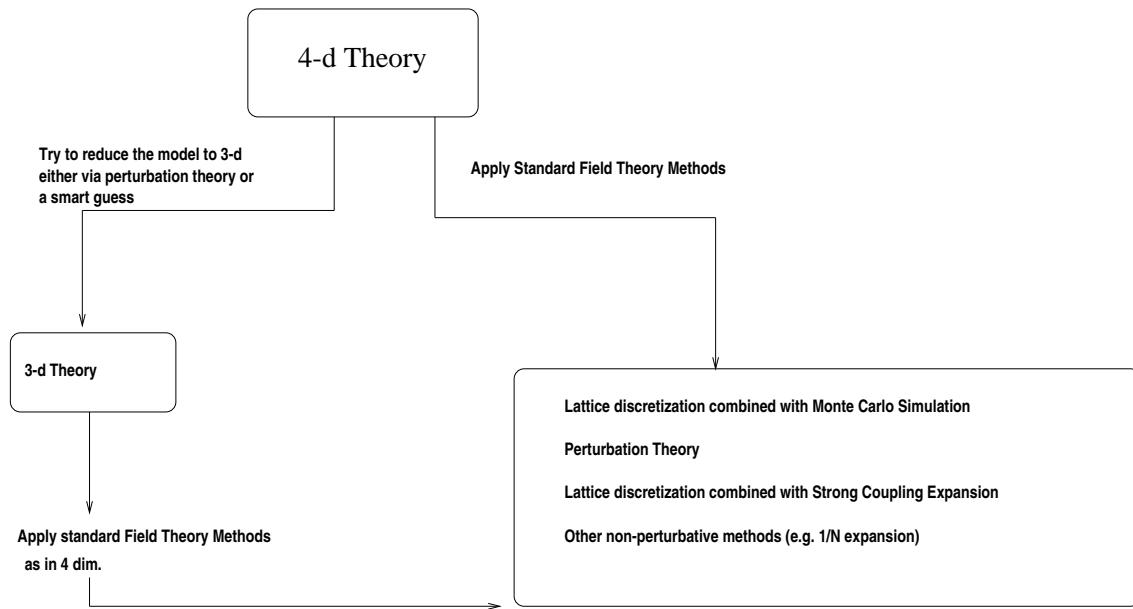 4-d Theory
Try to reduce the model to 3-d
either via perturbation theory or
a smart guess
Apply Standard Field Theory Methods
3-d Theory
Lattice discretization combined with Monte Carlo Simulation
Perturbation Theory
Lattice discretization combined with Strong Coupling Expansion
Other non-perturbative methods (e.g. 1/N expansion)
Apply standard Field Theory Methods
as in 4 dim.